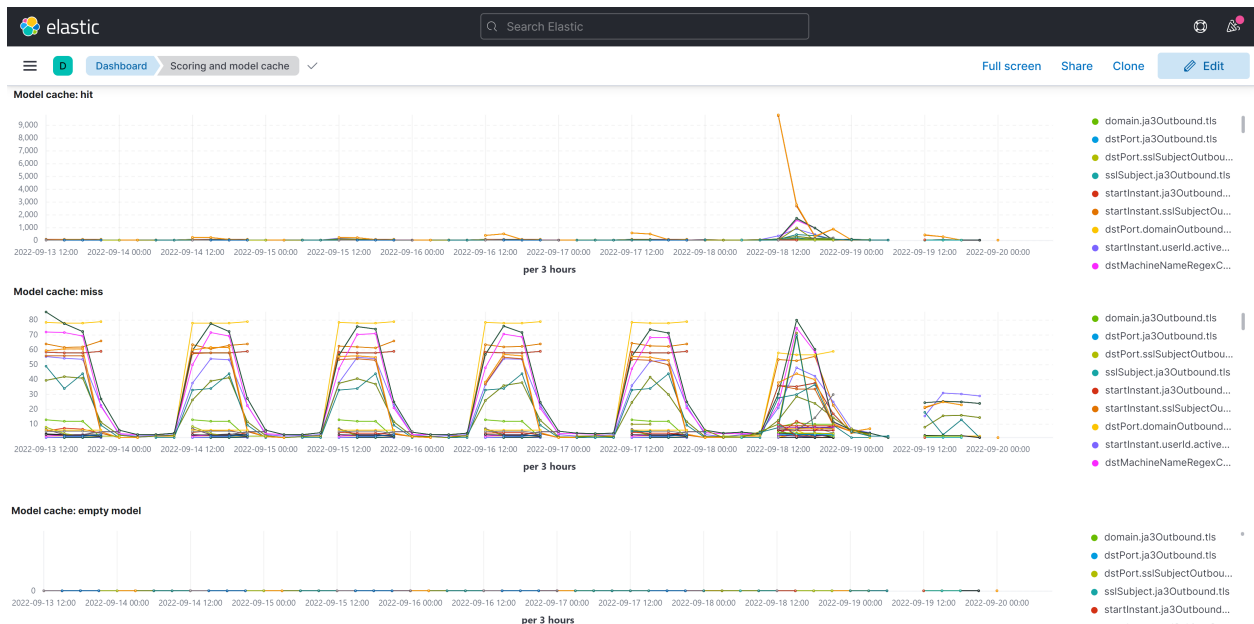 elastic
Search Elastic
D
Dashboard
Scoring and model cache
Full screen
Share
Clone
Edit
Model cache: hit
9,000
8,000
7,000
6,000
5,000
4,000
3,000
2,000
1,000
0
2022-09-13 12:00 2022-09-14 00:00 2022-09-14 12:00 2022-09-15 00:00 2022-09-15 12:00 2022-09-16 00:00 2022-09-16 12:00 2022-09-17 00:00 2022-09-17 12:00 2022-09-18 00:00 2022-09-18 12:00 2022-09-19 00:00 2022-09-19 12:00 2022-09-20 00:00
per 3 hours
domain.ja3Outbound.tls
dstPort.ja3Outbound.tls
dstPort.sslSubjectOutbou...
sslSubject.ja3Outbound.tls
startInstant.ja3Outbound...
startInstant.sslSubjectOu...
dstPort.domainOutbound...
startInstant.userId.active...
dstMachineNameRegexC...
Model cache: miss
80
70
60
50
40
30
20
10
2022-09-13 12:00 2022-09-14 00:00 2022-09-14 12:00 2022-09-15 00:00 2022-09-15 12:00 2022-09-16 00:00 2022-09-16 12:00 2022-09-17 00:00 2022-09-17 12:00 2022-09-18 00:00 2022-09-18 12:00 2022-09-19 00:00 2022-09-19 12:00 2022-09-20 00:00
per 3 hours
domain.ja3Outbound.tls
dstPort.ja3Outbound.tls
dstPort.sslSubjectOutbou...
sslSubject.ja3Outbound.tls
startInstant.ja3Outbound...
startInstant.sslSubjectOu...
dstPort.domainOutbound...
startInstant.userId.active...
dstMachineNameRegexC...
Model cache: empty model
0
2022-09-13 12:00 2022-09-14 00:00 2022-09-14 12:00 2022-09-15 00:00 2022-09-15 12:00 2022-09-16 00:00 2022-09-16 12:00 2022-09-17 00:00 2022-09-17 12:00 2022-09-18 00:00 2022-09-18 12:00 2022-09-19 00:00 2022-09-19 12:00 2022-09-20 00:00
per 3 hours
domain.ja3Outbound.tls
dstPort.ja3Outbound.tls
dstPort.sslSubjectOutbou...
sslSubject.ja3Outbound.tls
startInstant.ja3Outbound...